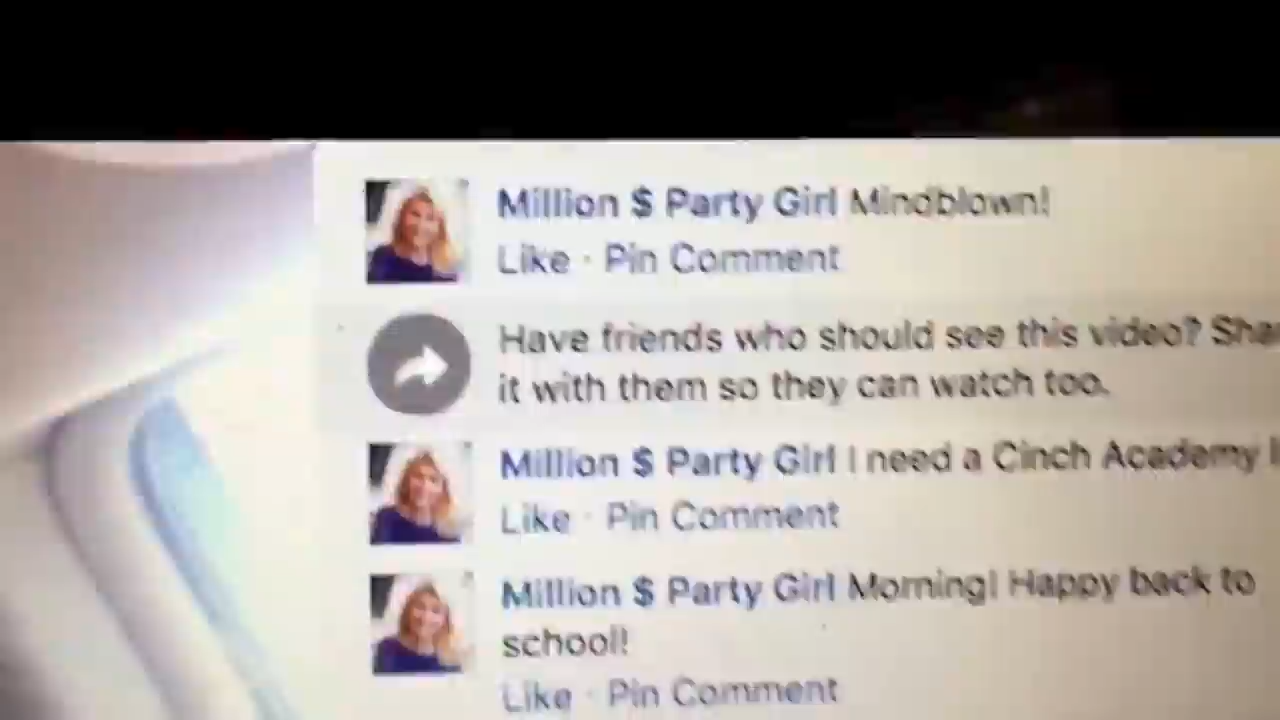 Million $ Party Girl Mindblown!
Like · Pin Comment
Have friends who should see this video?
it with them so they can watch too.
Million $ Party Girl I need a Cinch Academy
Like · Pin Comment
Million $ Party Girl Morning! Happy back to
school!
Like · Pin Comment